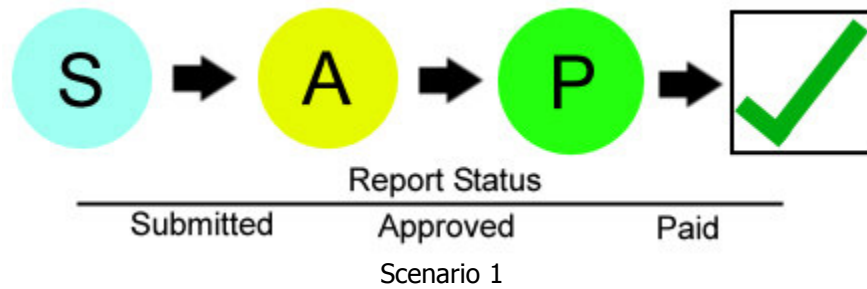 S A P
Report Status
Submitted Approved Paid
Scenario 1